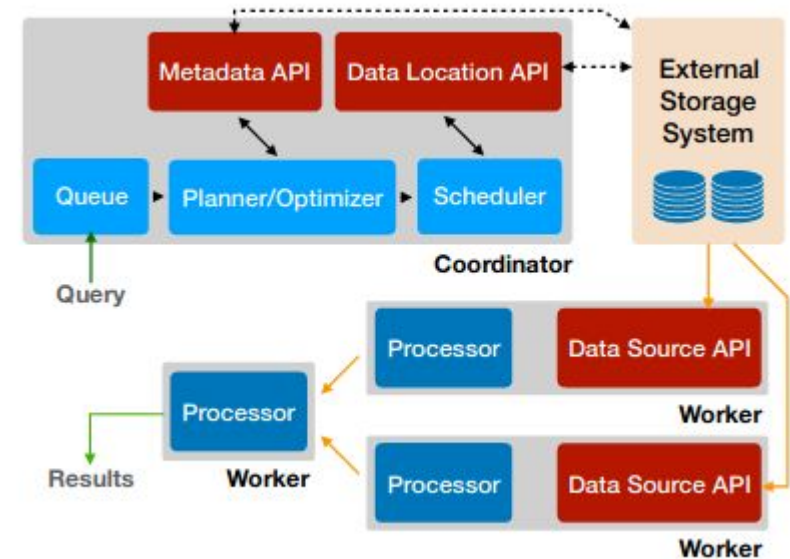 Metadata API
Data Location API
External
Storage
System
Queue
Planner/Optimizer
Scheduler
Coordinator
Query
Processor
Data Source API
Worker
Processor
Worker
Results
Processor
Data Source API
Worker